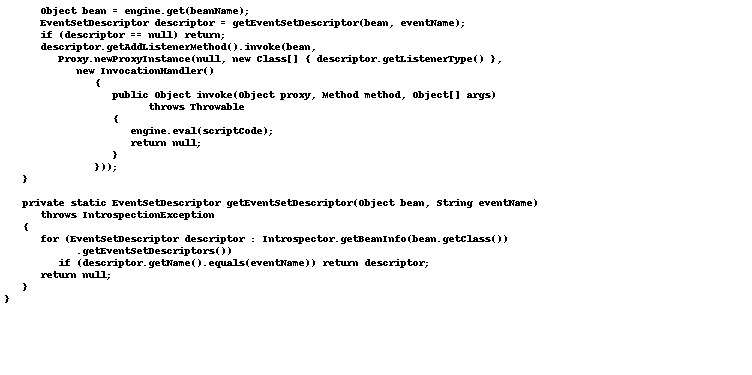 Object bean = engine.get(beanName);
EventSetDescriptor descriptor = getEventSetDescriptor(bean, eventName);
if (descriptor == null) return;
descriptor.getAddListenerMethod().invoke(bean,
Proxy.newProxyInstance(null, new Class[] { descriptor.getListenerType() },
new InvocationHandler()
{
public Object invoke(Object proxy, Method method, Object[] args)
throws Throwable
{
engine.eval(scriptCode);
return null;
}
}));
}
private static EventSetDescriptor getEventSetDescriptor(Object bean, String eventName)
throws IntrospectionException
{
for (EventSetDescriptor descriptor : Introspector.getBeanInfo(bean.getClass())
.getEventSetDescriptors())
if (descriptor.getName().equals(eventName)) return descriptor;
return null;
}
}